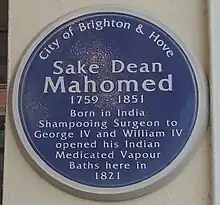 City of Brighton & Hove
Sake Dean
Mahomed
1759 1851
Born in India
Shampooing Surgeon to
George IV and William IV
opened his Indian
Medicated Vapour
Baths here in
1821